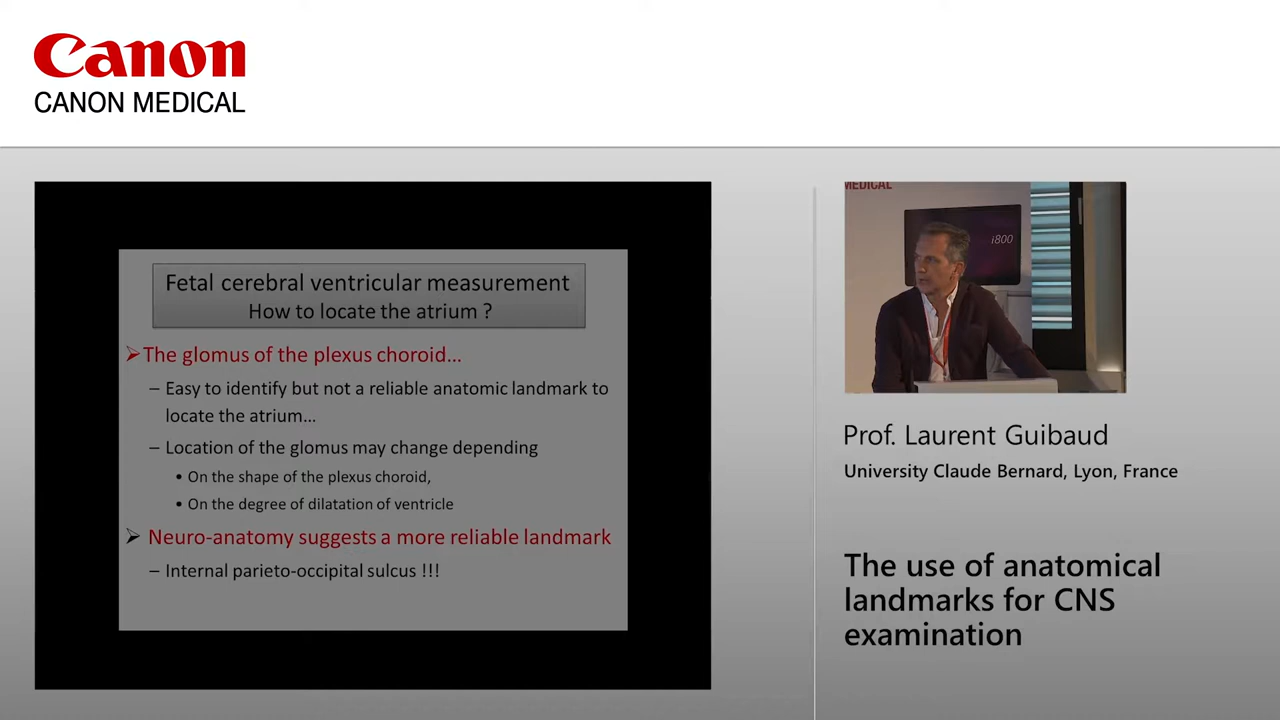 Canon
CANON MEDICAL
Fetal cerebral ventricular measurement
How to locate the atrium ?
➢The glomus of the plexus choroid…
– Easy to identify but not a reliable anatomic landmark to
locate the atrium…
– Location of the glomus may change depending
• On the shape of the plexus choroid,
• On the degree of dilatation of ventricle
➢ Neuro-anatomy suggests a more reliable landmark
– Internal parieto-occipital sulcus !!!
MEDICAL
i800
Prof. Laurent Guibaud
University Claude Bernard, Lyon, France
The use of anatomical
landmarks for CNS
examination